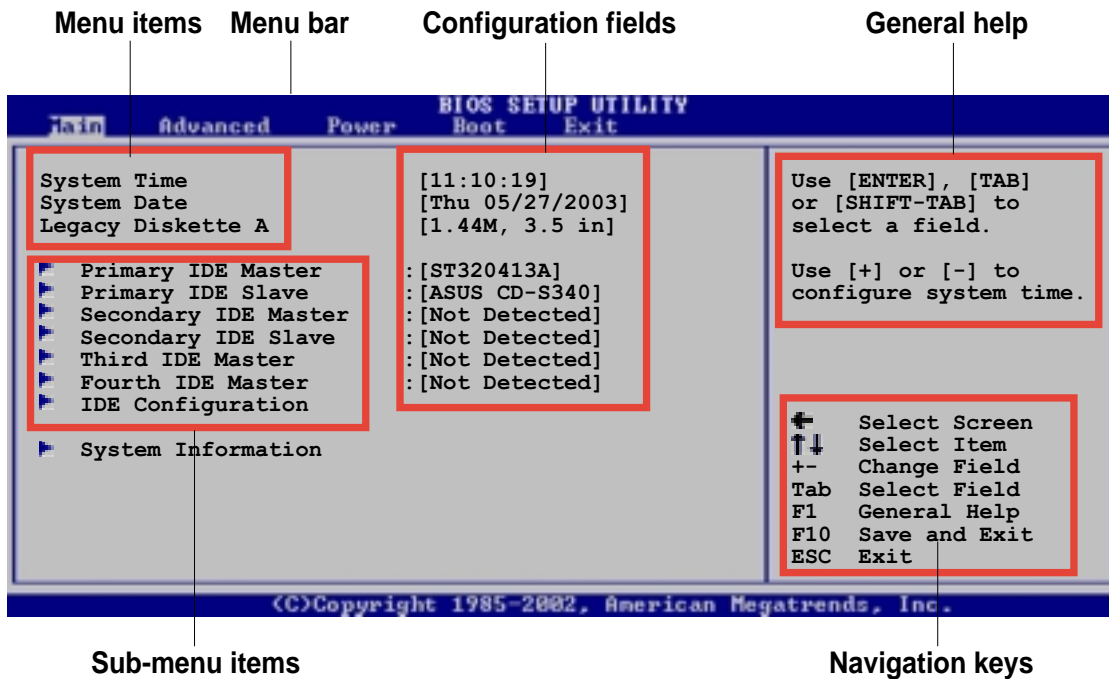 Menu items Menu bar Configuration fields General help
BIOS SETUP UTILITY
Main Advanced Power Boot Exit
System Time [11:10:19]
System Date [Thu 05/27/2003]
Legacy Diskette A [1.44M, 3.5 in]
Primary IDE Master :[ST320413A]
Primary IDE Slave :[ASUS CD-S340]
Secondary IDE Master :[Not Detected]
Secondary IDE Slave :[Not Detected]
Third IDE Master :[Not Detected]
Fourth IDE Master :[Not Detected]
IDE Configuration
System Information
Use [ENTER], [TAB]
or [SHIFT-TAB] to
select a field.
Use [+] or [-] to
configure system time.
← Select Screen
↑↓ Select Item
+- Change Field
Tab Select Field
F1 General Help
F10 Save and Exit
ESC Exit
(C)Copyright 1985-2002, American Megatrends, Inc.
Sub-menu items Navigation keys